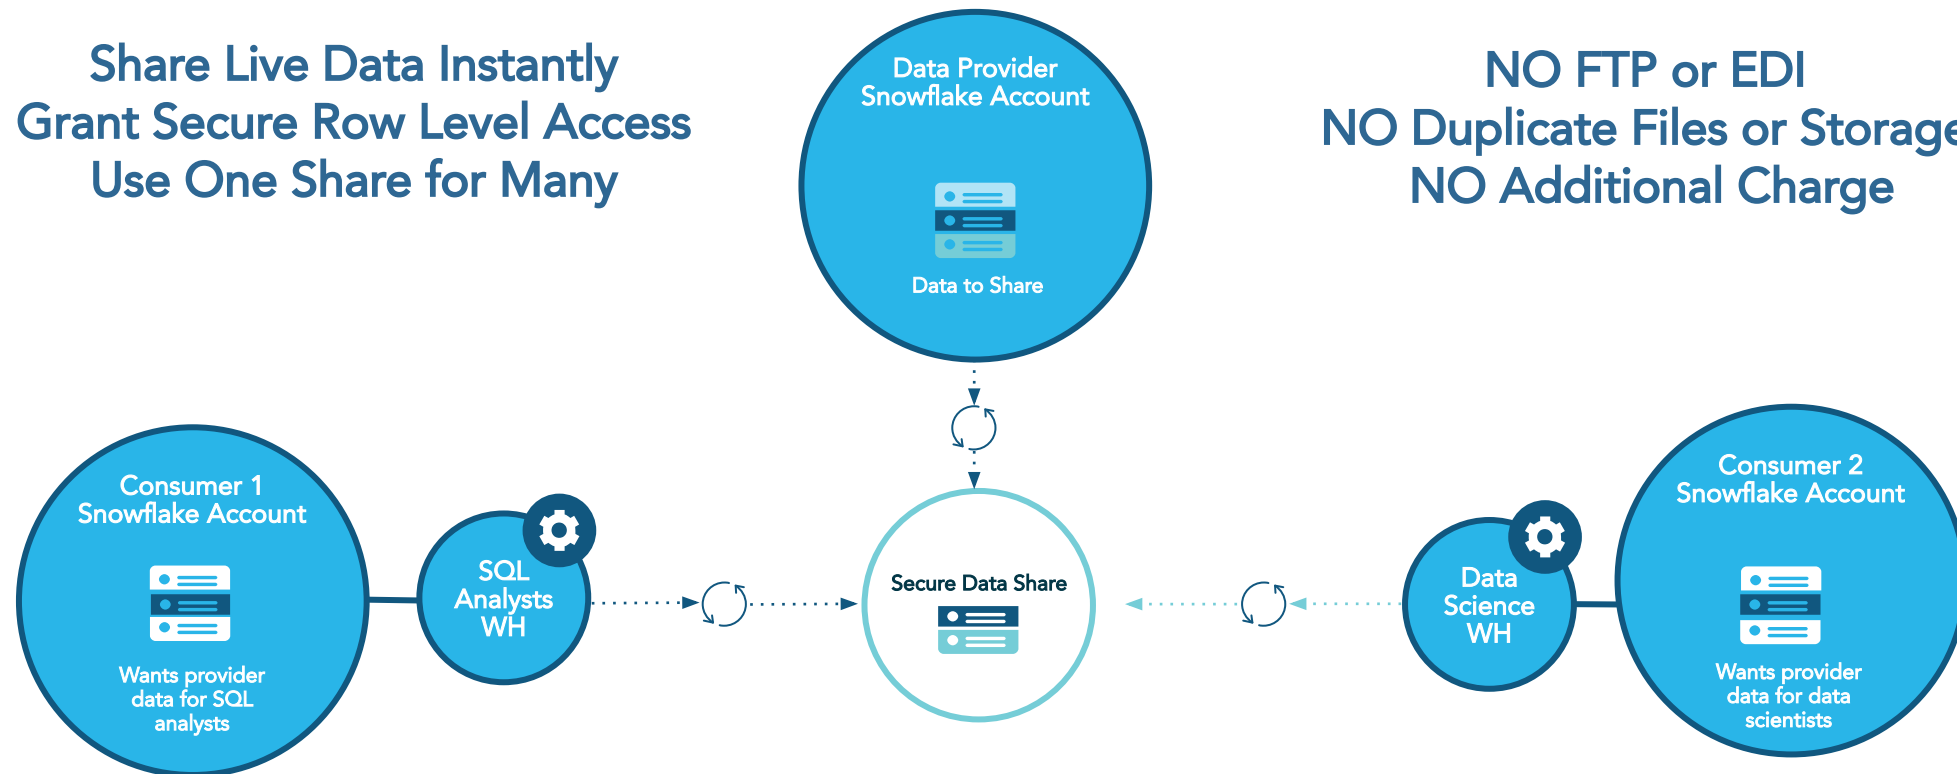 Share Live Data Instantly
Grant Secure Row Level Access
Use One Share for Many
Data Provider
Snowflake Account
Data to Share
NO FTP or EDI
NO Duplicate Files or Storage
NO Additional Charge
Consumer 1
Snowflake Account
Wants provider
data for SQL
analysts
SQL
Analysts
WH
Secure Data Share
Data
Science
WH
Consumer 2
Snowflake Account
Wants provider
data for data
scientists